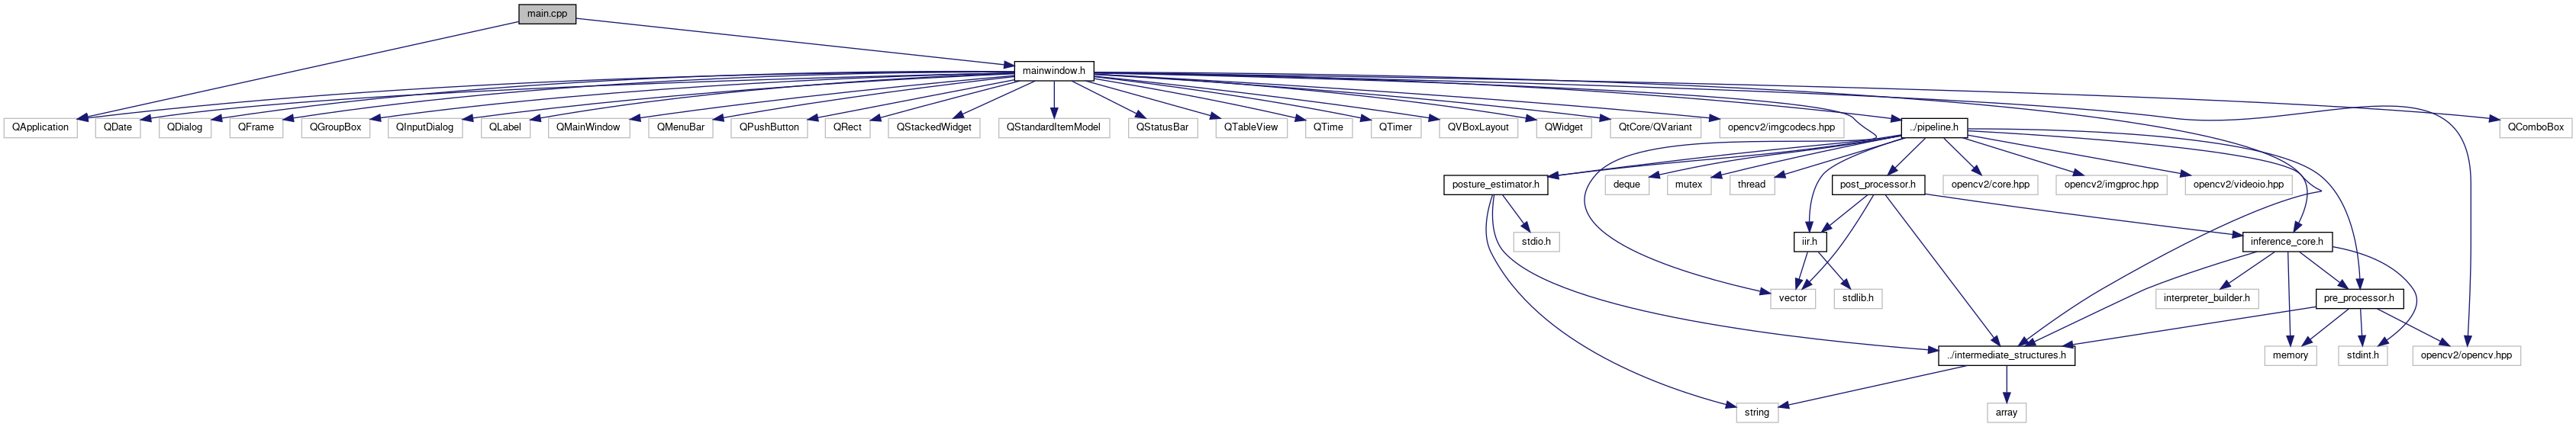 main.cpp
mainwindow.h
QApplication
QDate
QDialog
QFrame
QGroupBox
QInputDialog
QLabel
QMainWindow
QMenuBar
QPushButton
QRect
QStackedWidget
QStandardItemModel
QStatusBar
QTableView
QTime
QTimer
QVBoxLayout
QWidget
QtCore/QVariant
opencv2/imgcodecs.hpp
../pipeline.h
QComboBox
posture_estimator.h
deque
mutex
thread
post_processor.h
opencv2/core.hpp
opencv2/imgproc.hpp
opencv2/videoio.hpp
stdio.h
iir.h
inference_core.h
vector
stdlib.h
interpreter_builder.h
pre_processor.h
../intermediate_structures.h
memory
stdint.h
opencv2/opencv.hpp
string
array